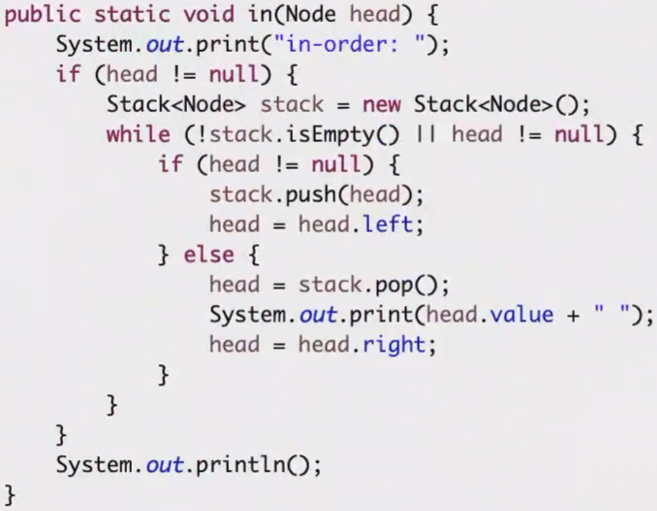 public static void in(Node head) {
    System.out.print("in-order: ");
    if (head != null) {
        Stack<Node> stack = new Stack<Node>();
        while (!stack.isEmpty() || head != null) {
            if (head != null) {
                stack.push(head);
                head = head.left;
            } else {
                head = stack.pop();
                System.out.print(head.value + " ");
                head = head.right;
            }
        }
    }
    System.out.println();
}